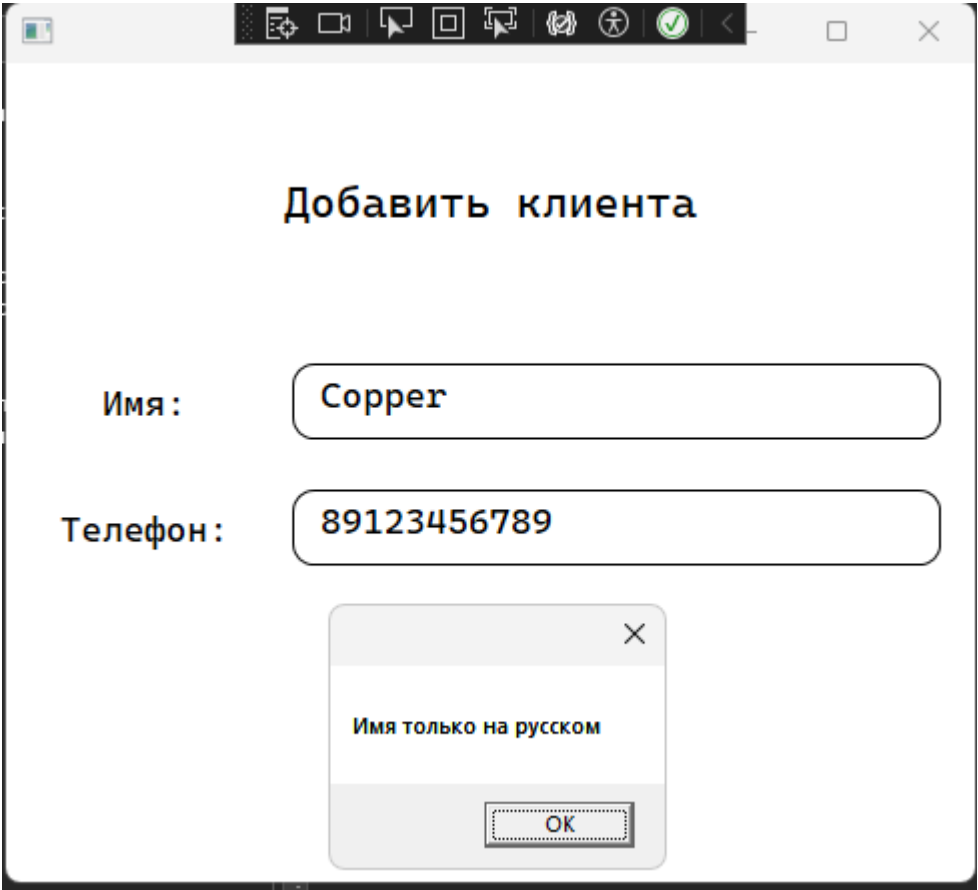 Добавить клиента
Имя:
Copper
Телефон:
89123456789
Имя только на русском
OK